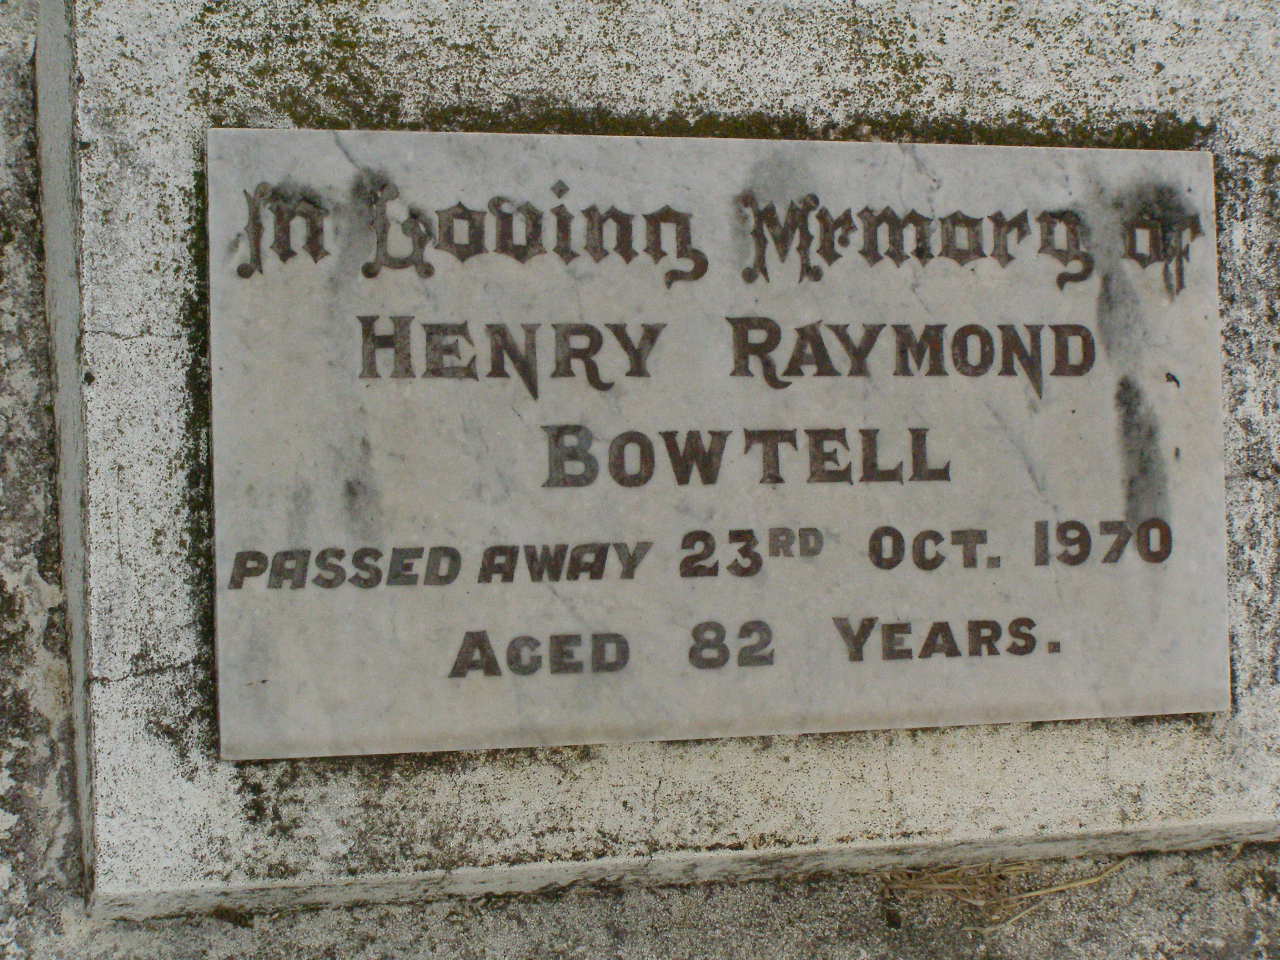 In Loving Memory of
HENRY RAYMOND
BOWTELL
PASSED AWAY 23RD OCT. 1970
AGED 82 YEARS.